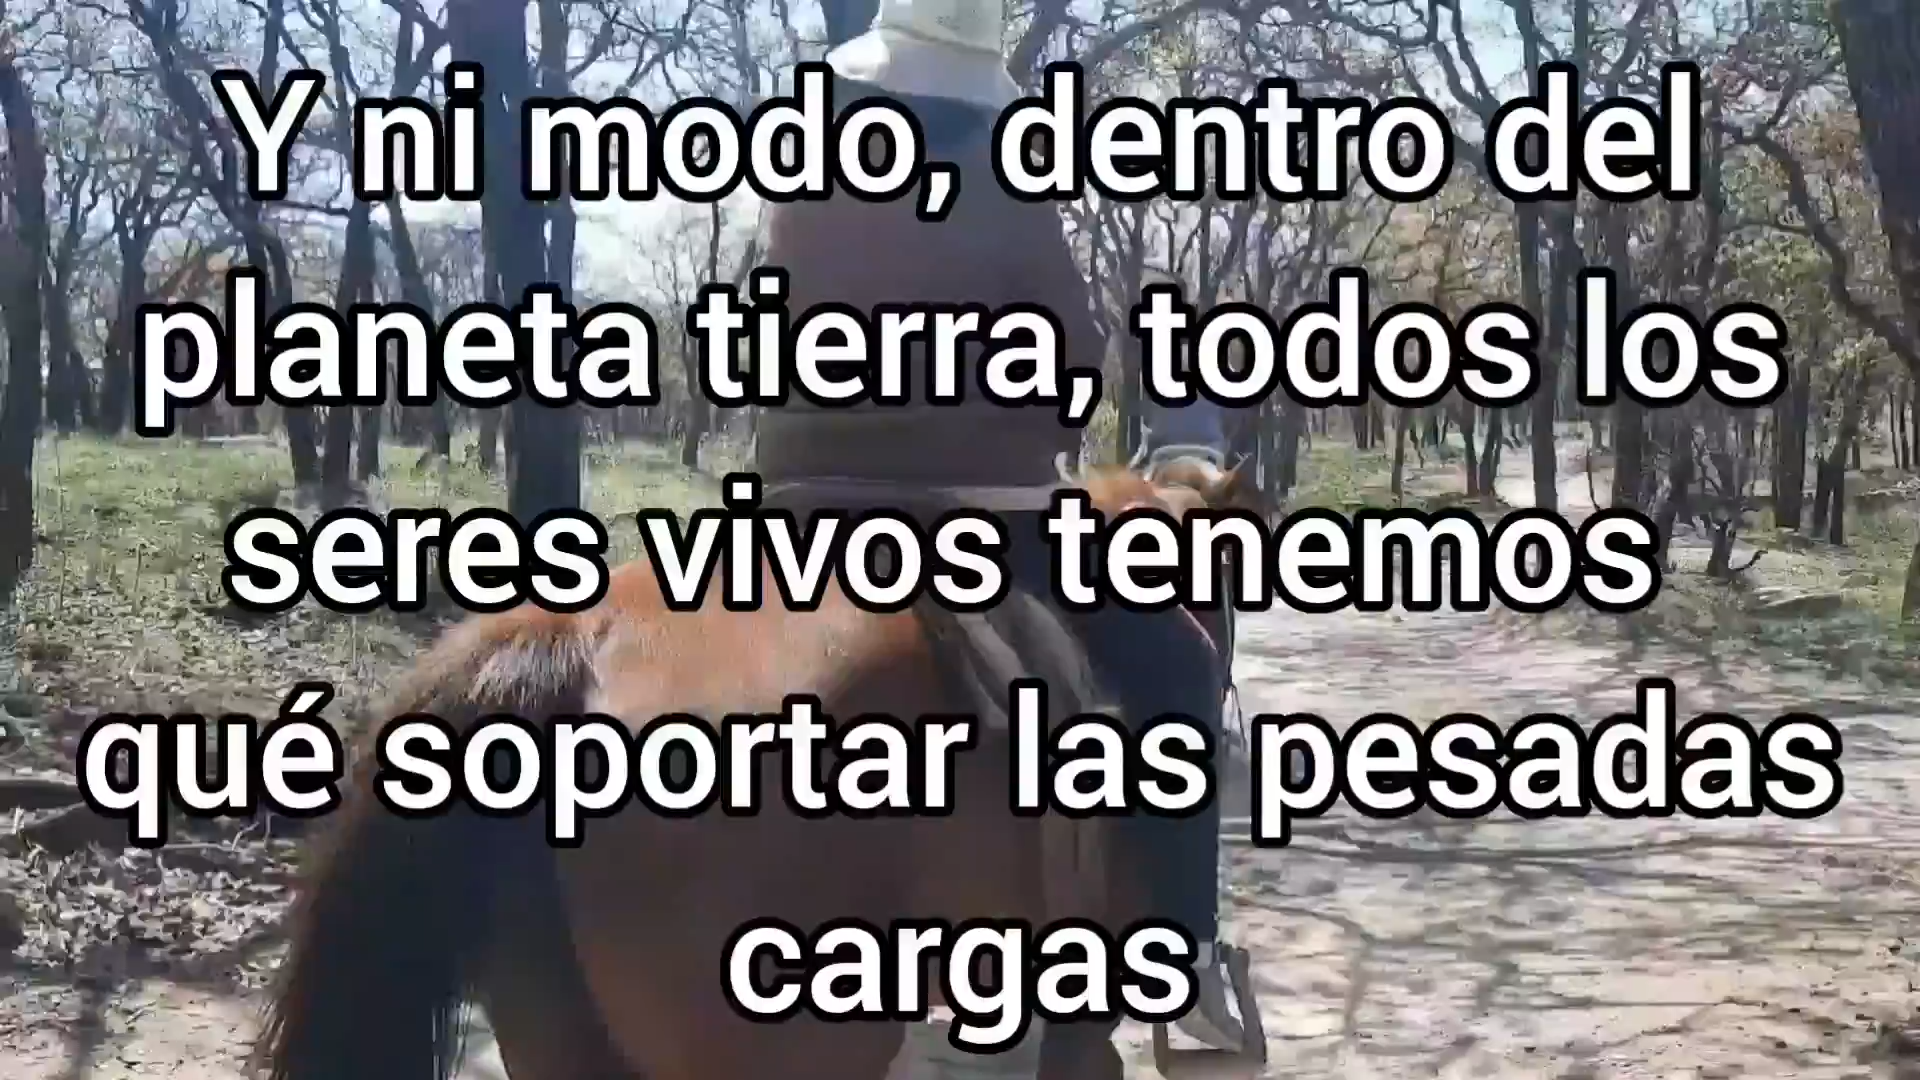 Y ni modo, dentro del
planeta tierra, todos los
seres vivos tenemos
qué soportar las pesadas
cargas